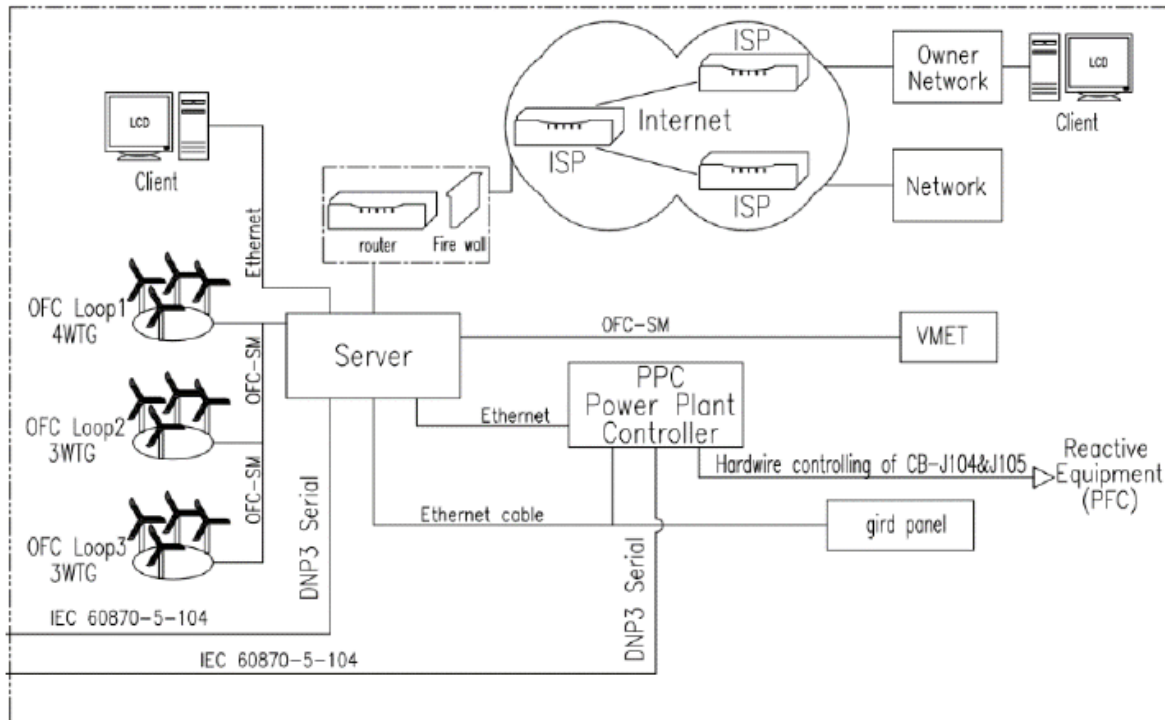 ISP
Owner
Network
LCD
Client
LCD
Client
Internet
ISP
ISP
Network
router
Fire wall
Ethernet
OFC Loop1
4WTG
OFC-SM
Server
OFC-SM
VMET
PPC
Power Plant
Controller
Ethernet
OFC Loop2
3WTG
Hardwire controlling of CB-J104&J105
Reactive
Equipment
(PFC)
OFC-SM
Ethernet cable
gird panel
OFC Loop3
3WTG
DNP3 Serial
DNP3 Serial
IEC 60870-5-104
IEC 60870-5-104